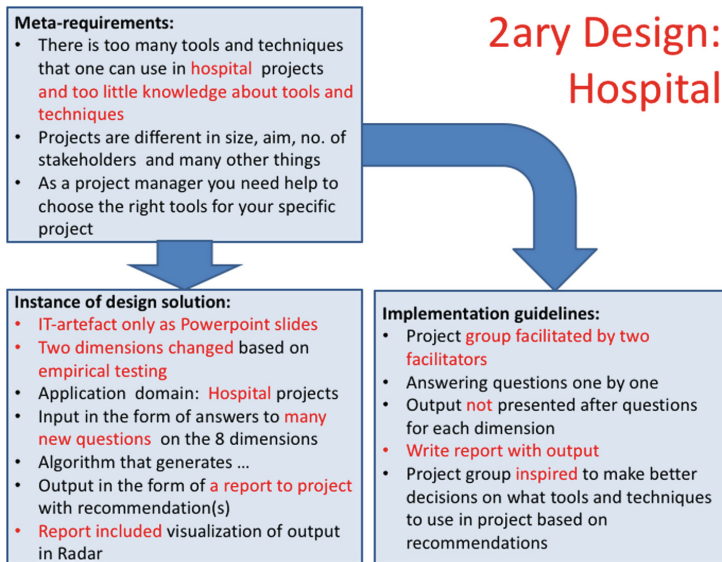 2ary Design:
Hospital
Meta-requirements:
• There is too many tools and techniques
that one can use in hospital projects
and too little knowledge about tools and
techniques
• Projects are different in size, aim, no. of
stakeholders and many other things
• As a project manager you need help to
choose the right tools for your specific
project
Instance of design solution:
• IT-artefact only as Powerpoint slides
• Two dimensions changed based on
empirical testing
• Application domain: Hospital projects
• Input in the form of answers to many
new questions on the 8 dimensions
• Algorithm that generates ...
• Output in the form of a report to project
with recommendation(s)
• Report included visualization of output
in Radar
Implementation guidelines:
• Project group facilitated by two
facilitators
• Answering questions one by one
• Output not presented after questions
for each dimension
• Write report with output
• Project group inspired to make better
decisions on what tools and techniques
to use in project based on
recommendations